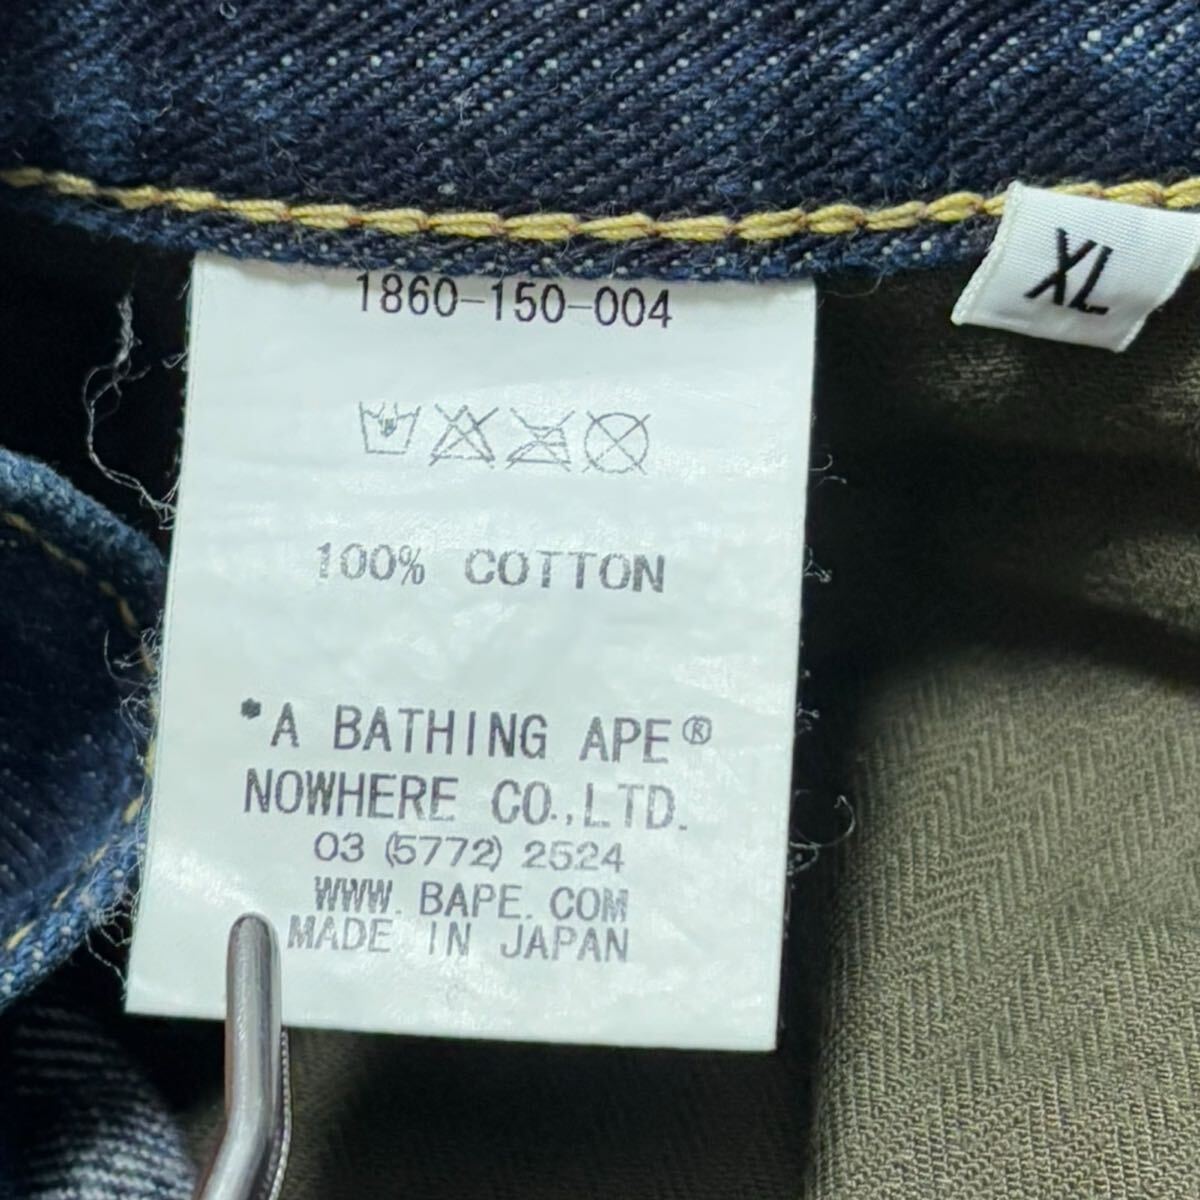 1860-150-004
XL
100% COTTON
*A BATHING APE®
NOWHERE CO.,LTD.
03 (5772) 2524
WWW.BAPE.COM
MADE IN JAPAN